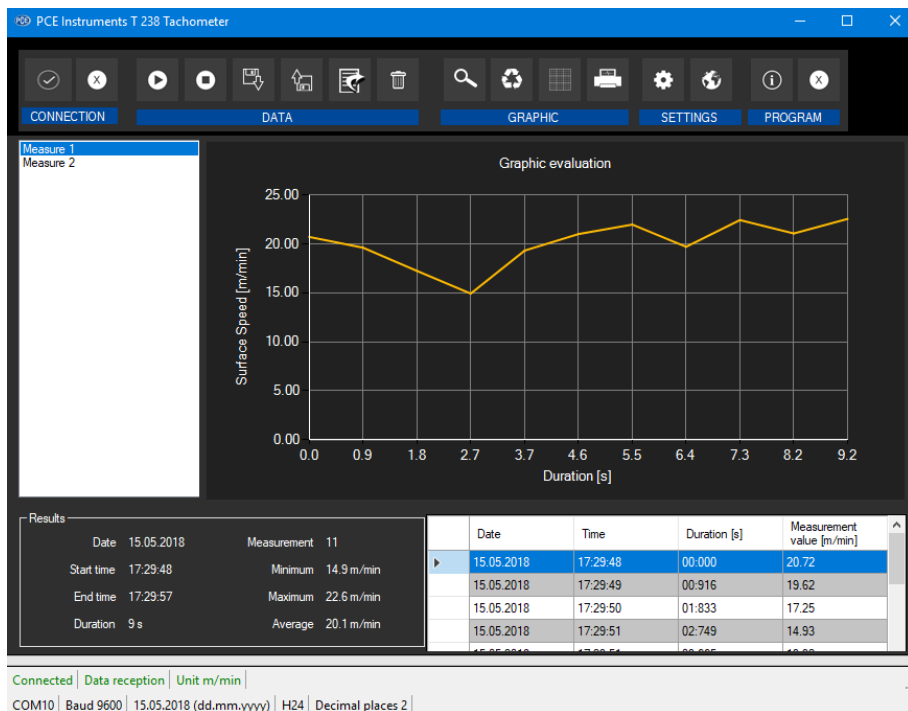 PCE PCE Instruments T 238 Tachometer
CONNECTION DATA GRAPHIC SETTINGS PROGRAM
Measure 1
Measure 2
Graphic evaluation
Surface Speed [m/min]
25.00
20.00
15.00
10.00
5.00
0.00
0.0 0.9 1.8 2.7 3.7 4.6 5.5 6.4 7.3 8.2 9.2
Duration [s]
Results
Date 15.05.2018 Measurement 11
Start time 17:29:48 Minimum 14.9 m/min
End time 17:29:57 Maximum 22.6 m/min
Duration 9 s Average 20.1 m/min
Date Time Duration [s] Measurement value [m/min]
15.05.2018 17:29:48 00:000 20.72
15.05.2018 17:29:49 00:916 19.62
15.05.2018 17:29:50 01:833 17.25
15.05.2018 17:29:51 02:749 14.93
Connected Data reception Unit m/min
COM10 Baud 9600 15.05.2018 (dd.mm.yyyy) H24 Decimal places 2